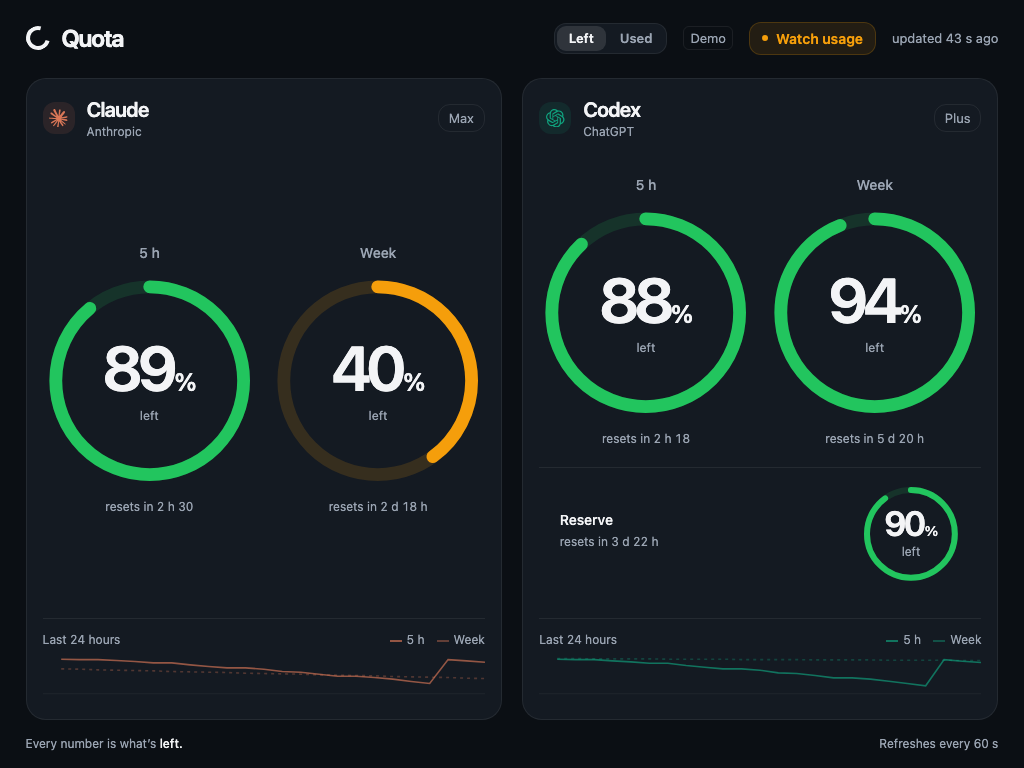 Quota
Left Used Demo Watch usage updated 43 s ago
Claude
Anthropic
Max
5 h
89%
left
resets in 2 h 30
Week
40%
left
resets in 2 d 18 h
Last 24 hours 5 h Week
Codex
ChatGPT
Plus
5 h
88%
left
resets in 2 h 18
Week
94%
left
resets in 5 d 20 h
Reserve
resets in 3 d 22 h
90%
left
Last 24 hours 5 h Week
Every number is what’s left.
Refreshes every 60 s